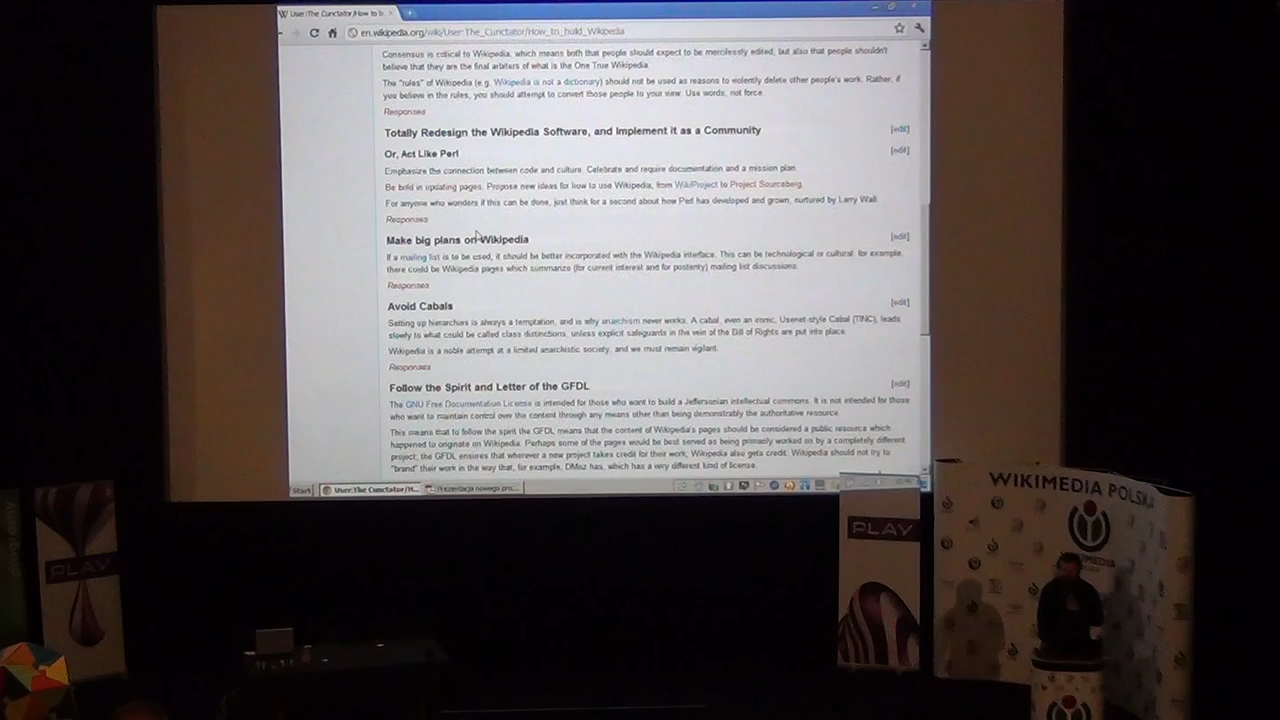 User:The Cunctator/How to b
en.wikipedia.org/wiki/User:The_Cunctator/How_to_build_Wikipedia
Consensus is critical to Wikipedia, which means both that people should expect to be mercilessly edited, but also that people shouldn't
believe that they are the final arbiters of what is the One True Wikipedia
The "rules" of Wikipedia (e.g. Wikipedia is not a dictionary) should not be used as reasons to violently delete other people's work. Rather, if
you believe in the rules, you should attempt to convert those people to your view. Use words, not force.
Responses
Totally Redesign the Wikipedia Software, and Implement it as a Community
[edit]
Or, Act Like Perl
[edit]
Emphasize the connection between code and culture. Celebrate and require documentation and a mission plan.
Be bold in updating pages. Propose new ideas for how to use Wikipedia, from WikiProject to Project Sourceberg.
For anyone who wonders if this can be done, just think for a second about how Perl has developed and grown, nurtured by Larry Wall.
Responses
Make big plans on Wikipedia
[edit]
If a mailing list is to be used, it should be better incorporated with the Wikipedia interface. This can be technological or cultural: for example,
there could be Wikipedia pages which summarize (for current interest and for posterity) mailing list discussions.
Responses
Avoid Cabals
[edit]
Setting up hierarchies is always a temptation, and is why anarchism never works. A cabal, even an ironic, Usenet-style Cabal (TINC), leads
slowly to what could be called class distinctions, unless explicit safeguards in the vein of the Bill of Rights are put into place.
Wikipedia is a noble attempt at a limited anarchistic society, and we must remain vigilant.
Responses
Follow the Spirit and Letter of the GFDL
[edit]
The GNU Free Documentation License is intended for those who want to build a Jeffersonian intellectual commons. It is not intended for those
who want to maintain control over the content through any means other than being demonstrably the authoritative resource.
This means that to follow the spirit the GFDL means that the content of Wikipedia's pages should be considered a public resource which
happened to originate on Wikipedia. Perhaps some of the pages would be best served as being primarily worked on by a completely different
project; the GFDL ensures that wherever a new project takes credit for their work, Wikipedia also gets credit. Wikipedia should not try to
"brand" their work in the way that, for example, DMoz has, which has a very different kind of license.
Start
User:The Cunctator/H...
Prezentacja nowego pro...
WIKIMEDIA POLSKA
PLAY
PLAY